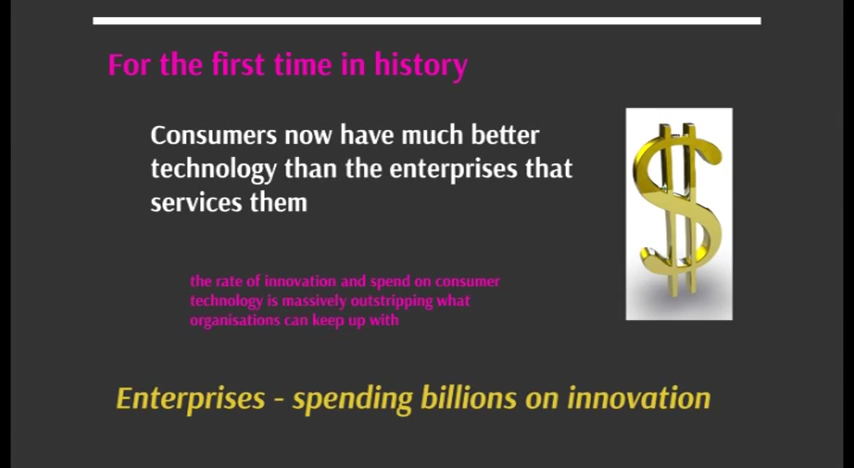 For the first time in history
Consumers now have much better
technology than the enterprises that
services them
the rate of innovation and spend on consumer
technology is massively outstripping what
organisations can keep up with
Enterprises - spending billions on innovation